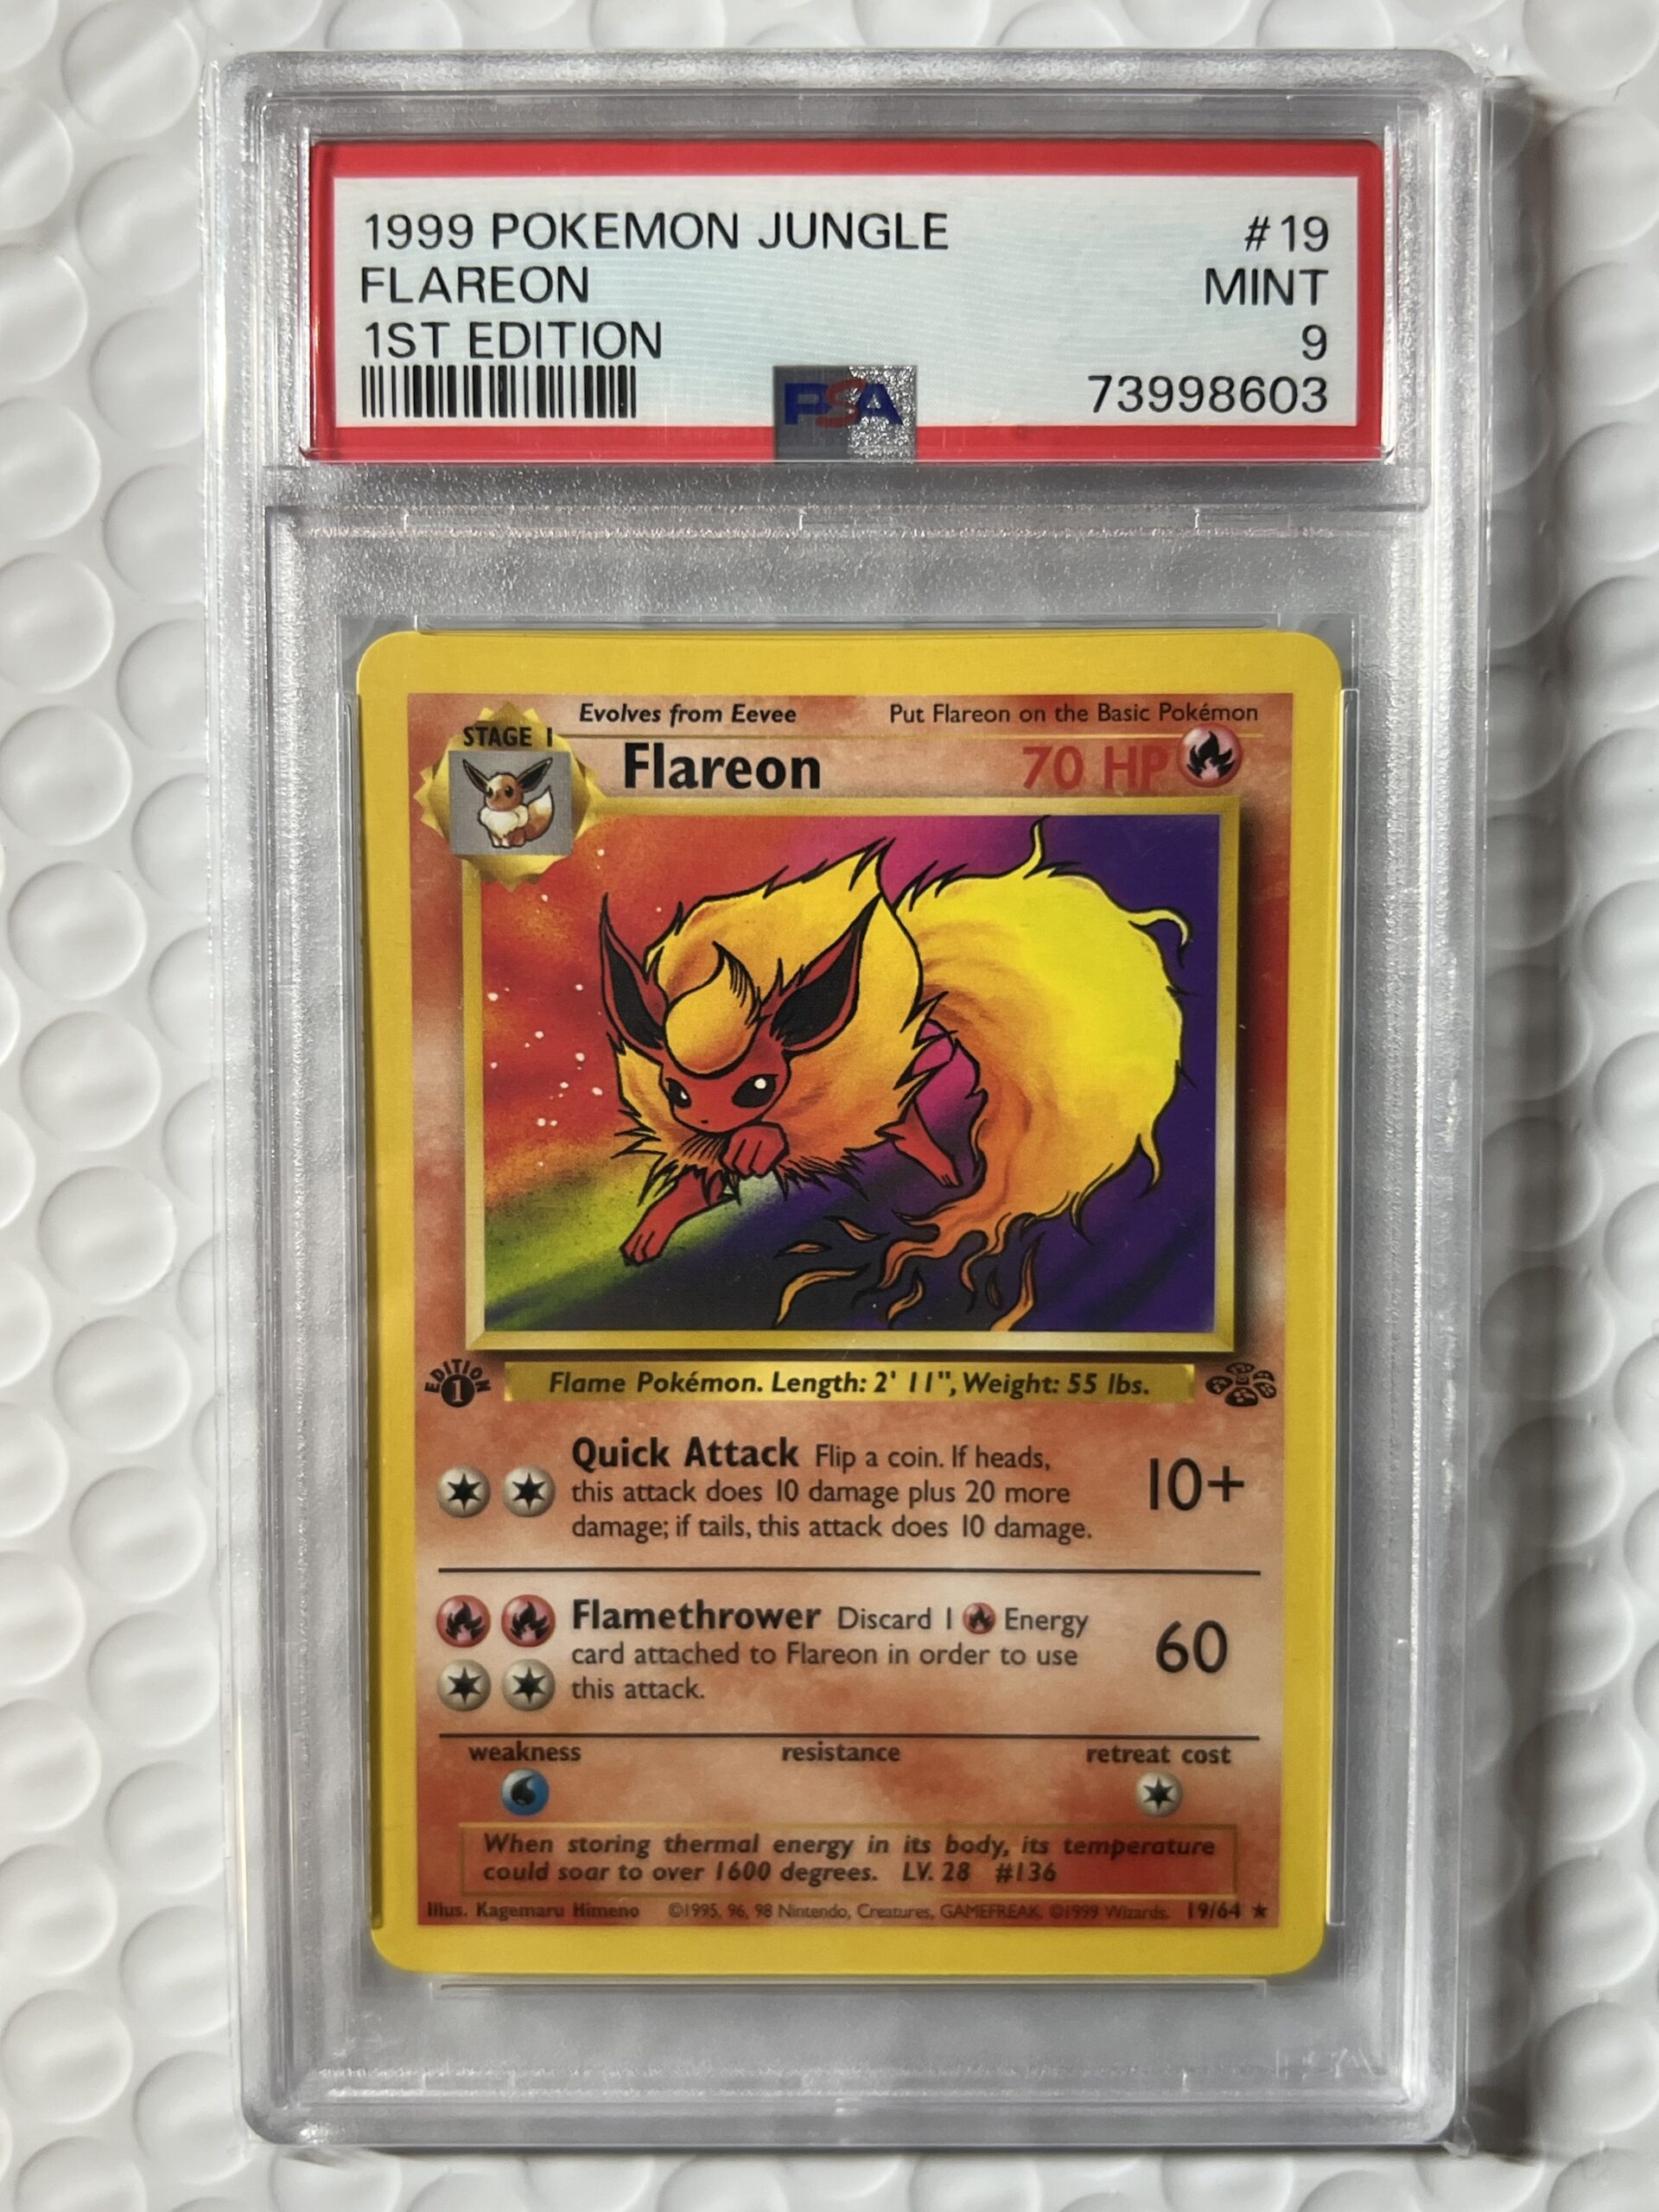 1999 POKEMON JUNGLE #19
FLAREON MINT
1ST EDITION 9
PSA 73998603
Evolves from Eevee Put Flareon on the Basic Pokémon
STAGE 1
Flareon 70 HP
EDITION
1
Flame Pokémon. Length: 2' 11", Weight: 55 lbs.
Quick Attack Flip a coin. If heads,
this attack does 10 damage plus 20 more
damage; if tails, this attack does 10 damage.
10+
Flamethrower Discard 1 Energy
card attached to Flareon in order to use
this attack.
60
weakness resistance retreat cost
When storing thermal energy in its body, its temperature
could soar to over 1600 degrees. LV. 28 #136
Illus. Kagemaru Himeno ©1995, 96, 98 Nintendo, Creatures, GAMEFREAK. ©1999 Wizards. 19/64 ★